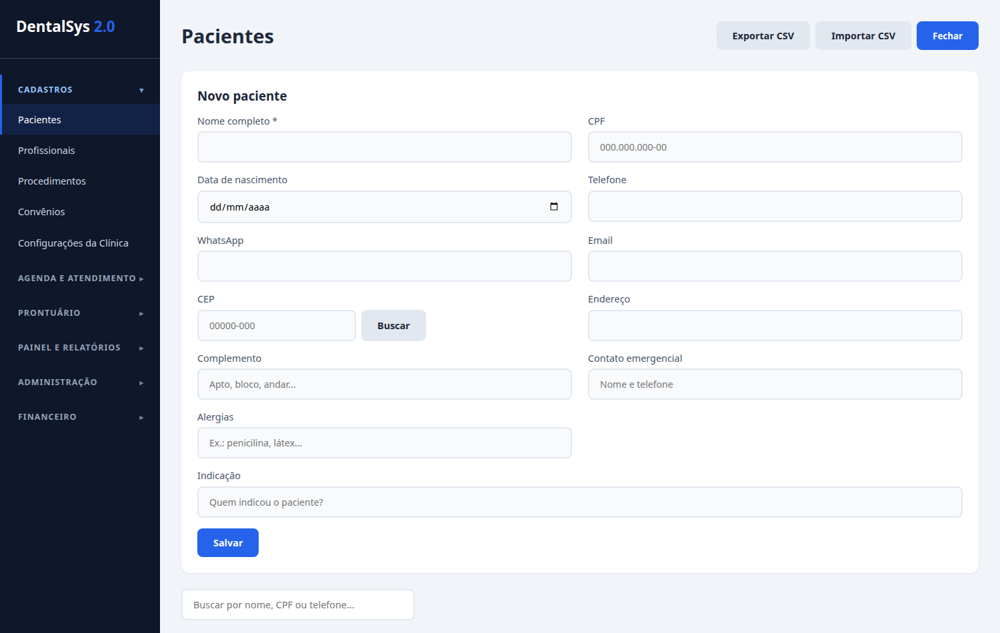 DentalSys 2.0
CADASTROS ▾
Pacientes
Profissionais
Procedimentos
Convênios
Configurações da Clínica
AGENDA E ATENDIMENTO ▸
PRONTUÁRIO ▸
PAINEL E RELATÓRIOS ▸
ADMINISTRAÇÃO ▸
FINANCEIRO ▸
Pacientes
Exportar CSV
Importar CSV
Fechar
Novo paciente
Nome completo *
CPF
000.000.000-00
Data de nascimento
Telefone
dd/mm/aaaa
WhatsApp
Email
CEP
Endereço
00000-000
Buscar
Complemento
Contato emergencial
Apto, bloco, andar...
Nome e telefone
Alergias
Ex.: penicilina, látex...
Indicação
Quem indicou o paciente?
Salvar
Buscar por nome, CPF ou telefone...